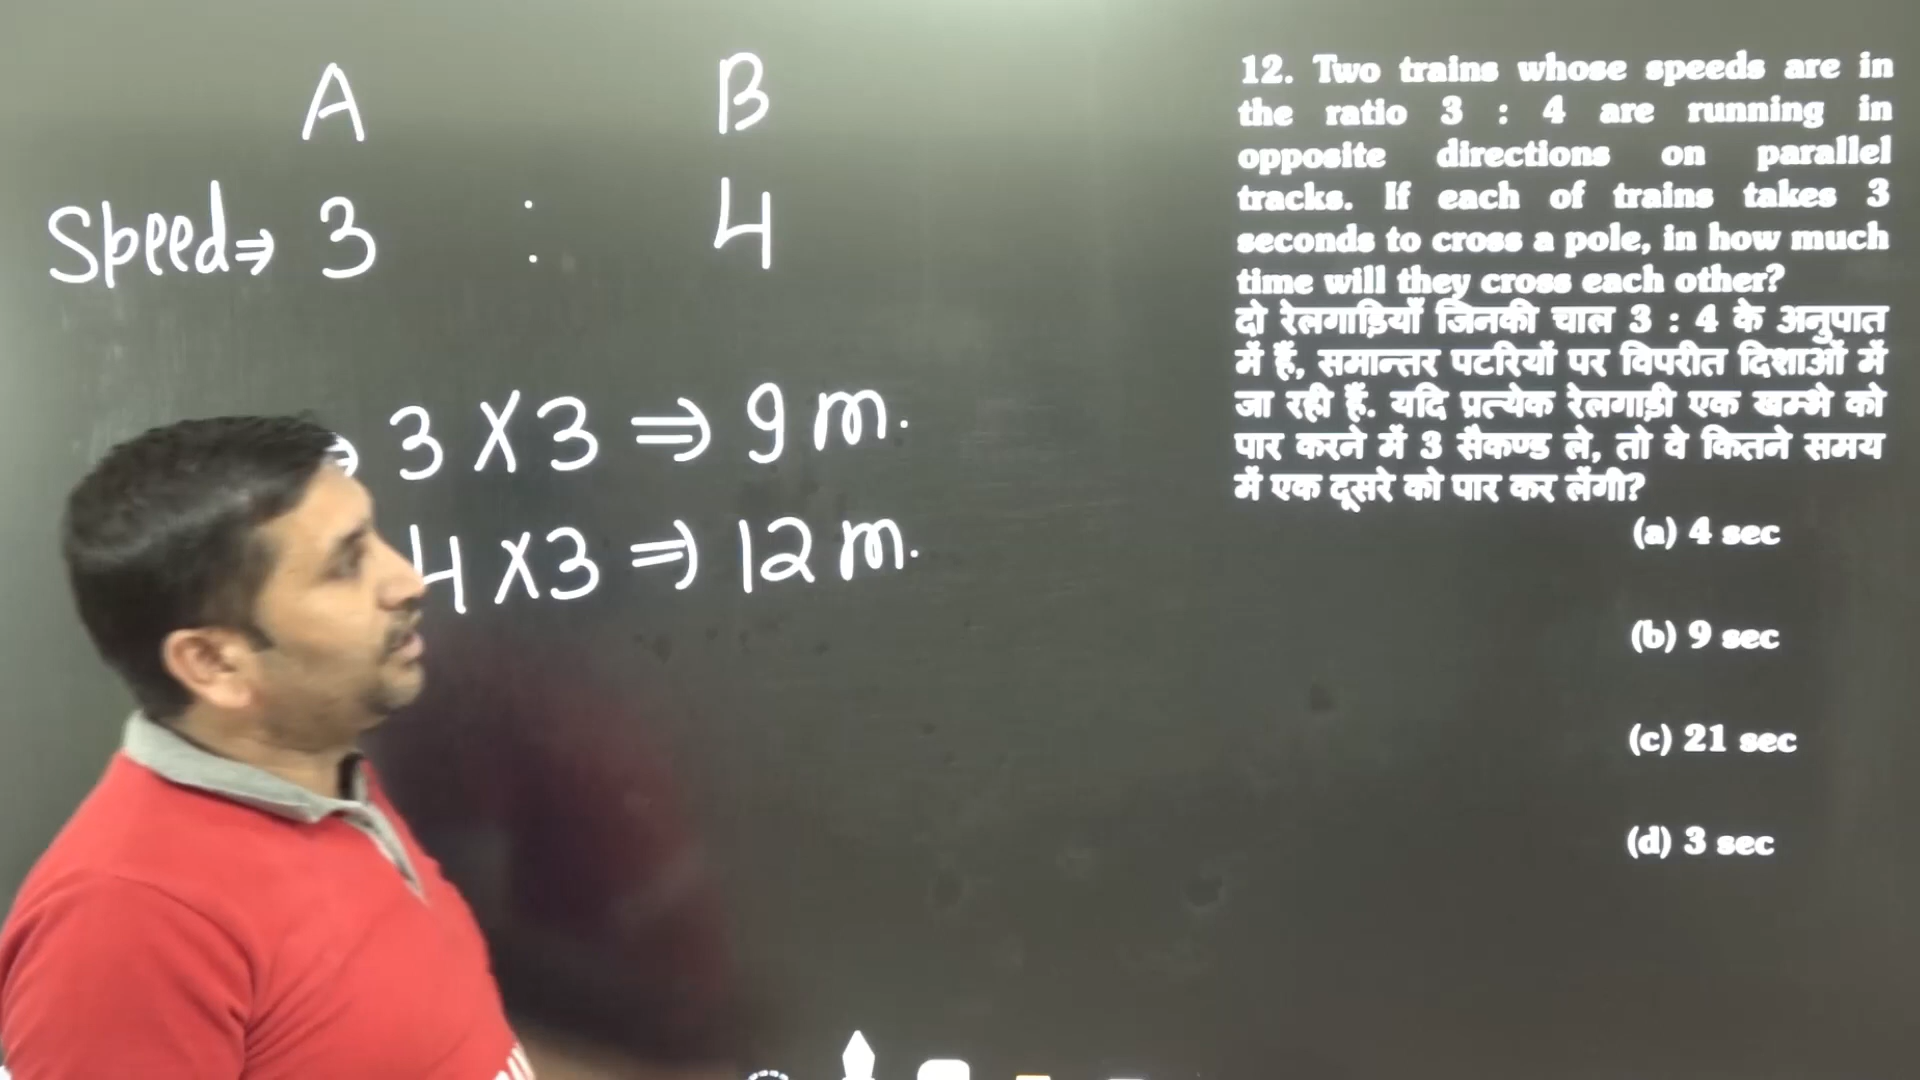 A B
Speed⇒ 3 : 4
⇒ 3 X 3 ⇒ 9 m.
4 X 3 ⇒ 12 m.
12. Two trains whose speeds are in
the ratio 3 : 4 are running in
opposite directions on parallel
tracks. If each of trains takes 3
seconds to cross a pole, in how much
time will they cross each other?
दो रेलगाड़ियाँ जिनकी चाल 3 : 4 के अनुपात
में हैं, समान्तर पटरियों पर विपरीत दिशाओं में
जा रही हैं. यदि प्रत्येक रेलगाड़ी एक खम्भे को
पार करने में 3 सैकण्ड ले, तो वे कितने समय
में एक दूसरे को पार कर लेंगी?
(a) 4 sec
(b) 9 sec
(c) 21 sec
(d) 3 sec